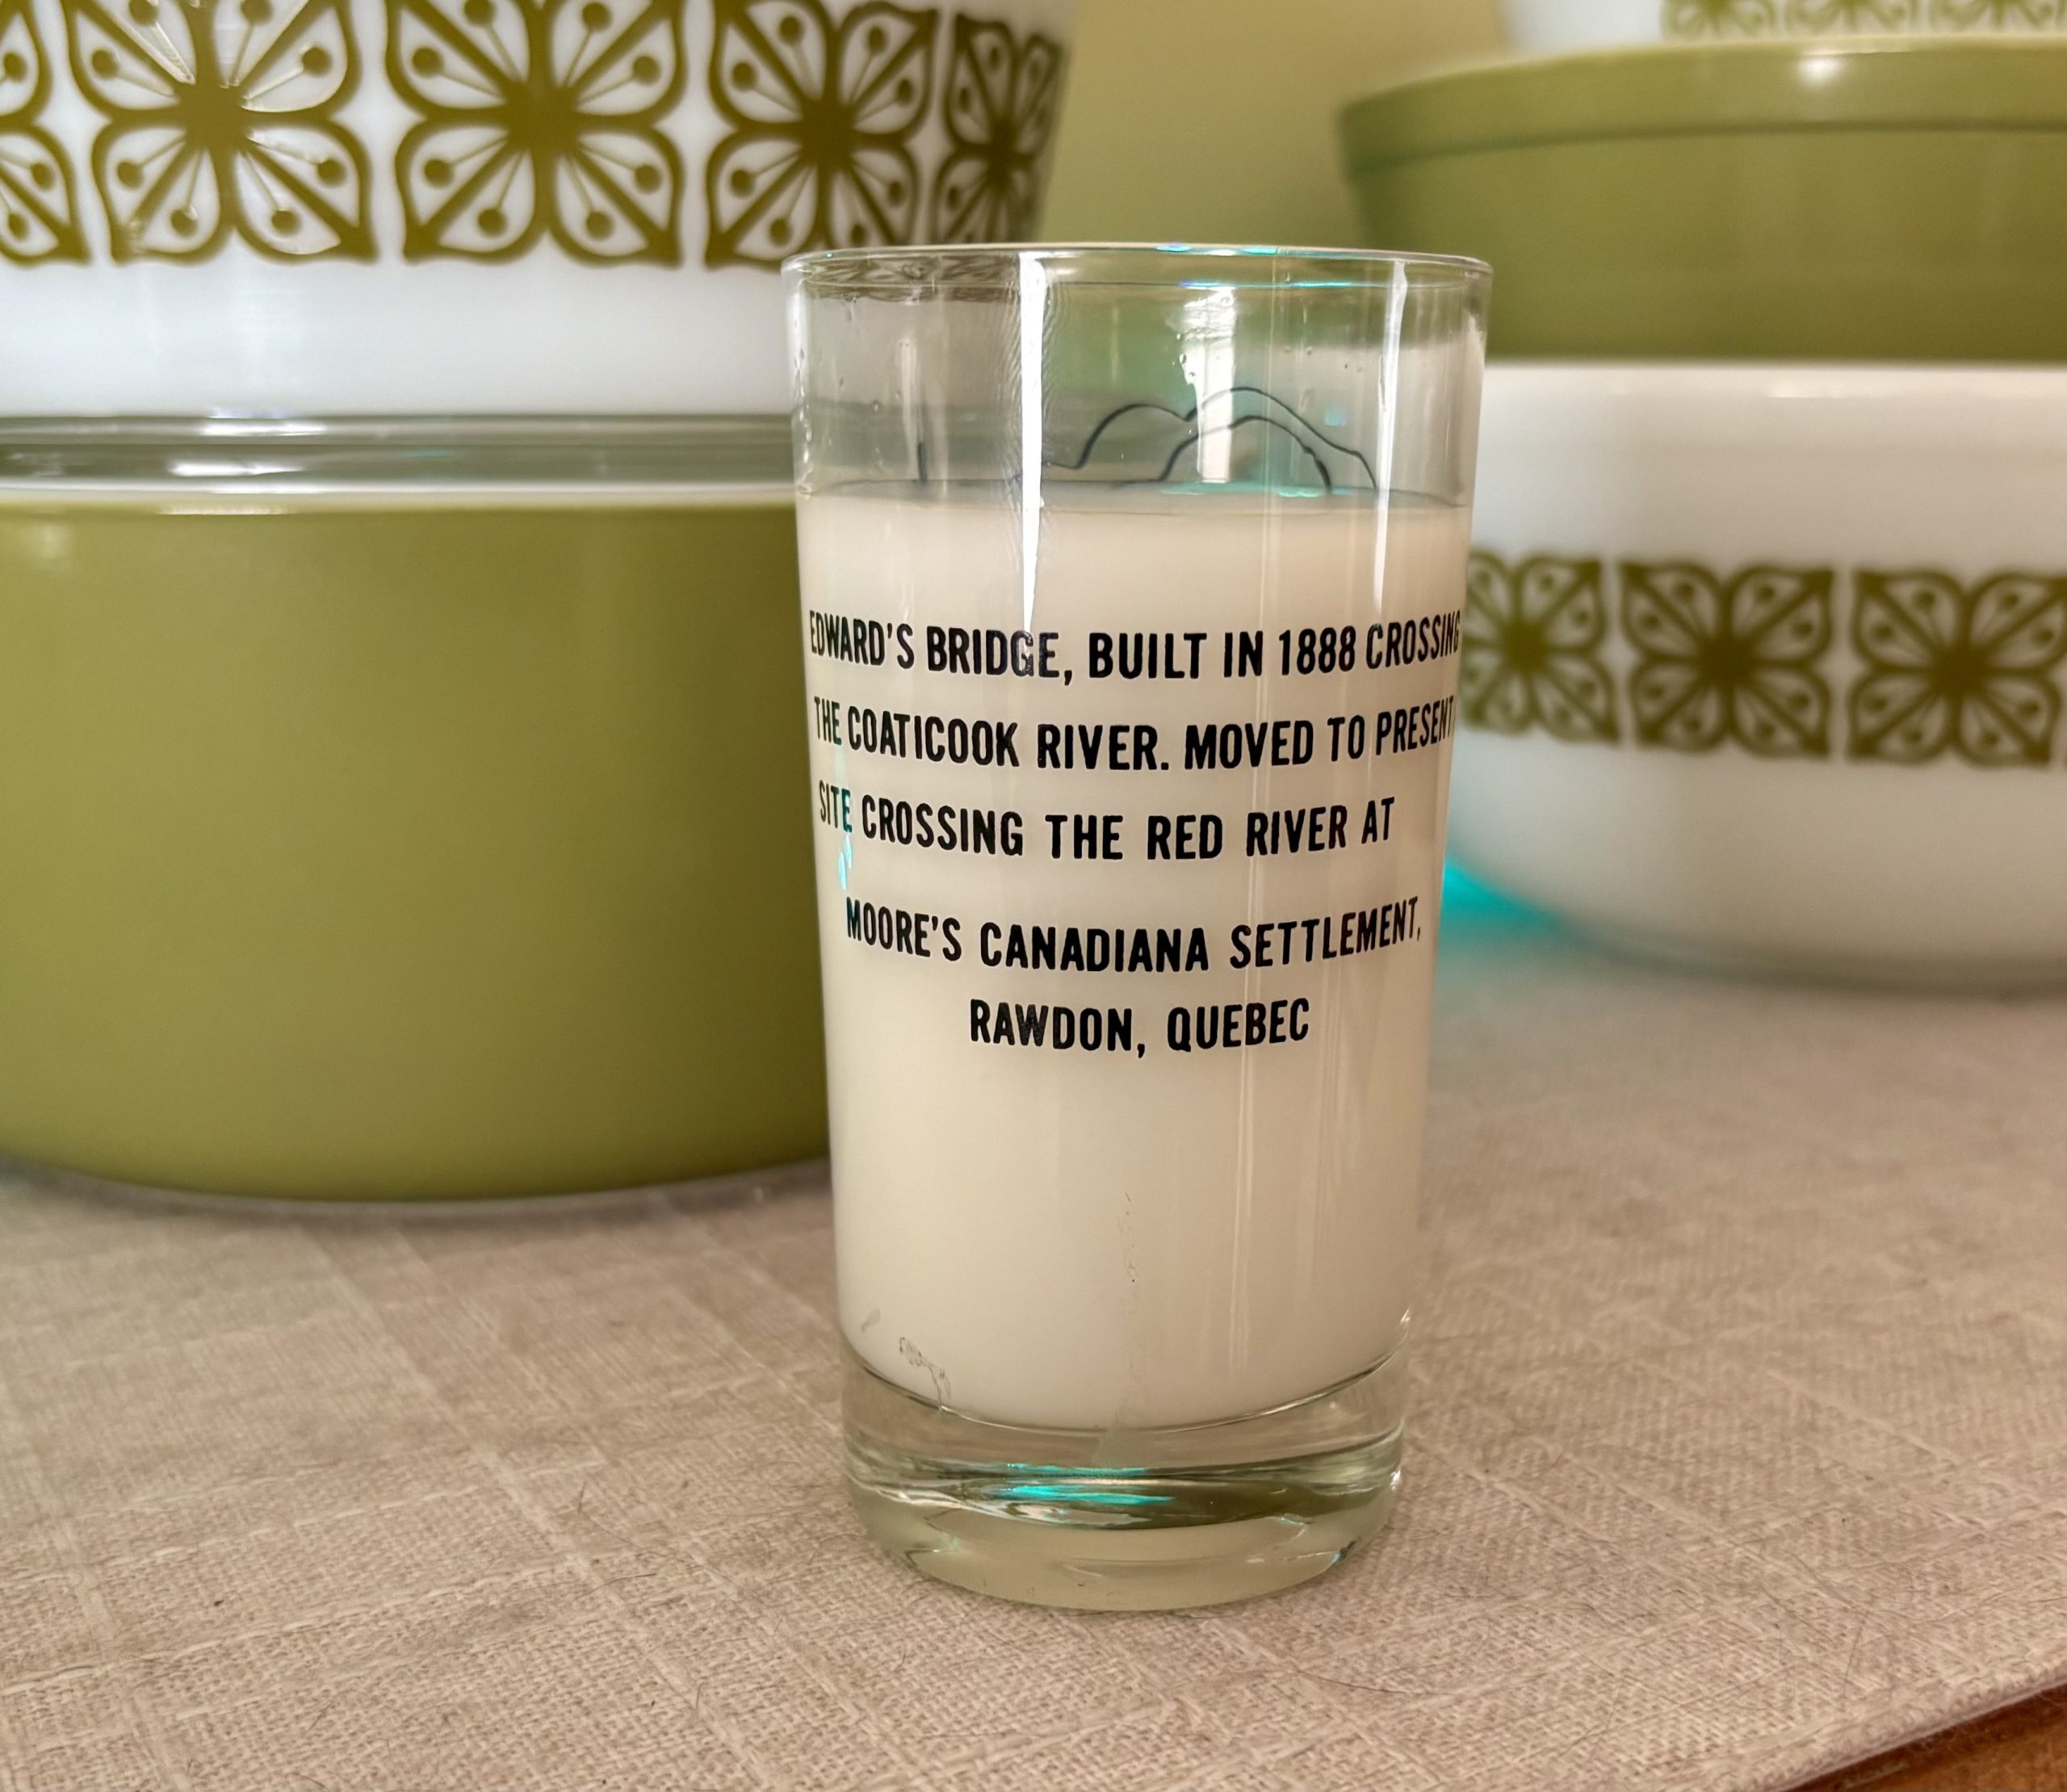 EDWARD'S BRIDGE, BUILT IN 1888 CROSSING
THE COATICOOK RIVER. MOVED TO PRESENT
SITE CROSSING THE RED RIVER AT
MOORE'S CANADIANA SETTLEMENT,
RAWDON, QUEBEC